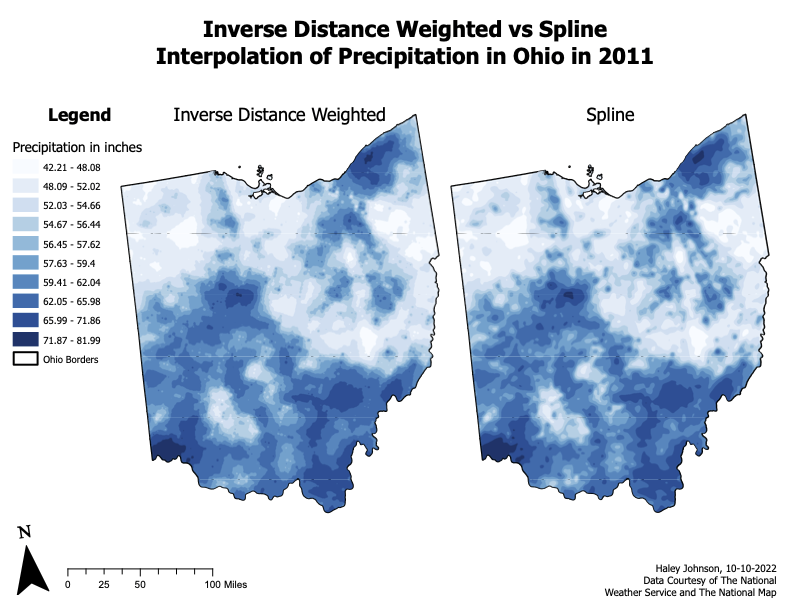 Inverse Distance Weighted vs Spline
Interpolation of Precipitation in Ohio in 2011
Legend
Inverse Distance Weighted
Spline
Precipitation in inches
42.21 - 48.08
48.09 - 52.02
52.03 - 54.66
54.67 - 56.44
56.45 - 57.62
57.63 - 59.4
59.41 - 62.04
62.05 - 65.98
65.99 - 71.86
71.87 - 81.99
Ohio Borders
N
0 25 50 100 Miles
Haley Johnson, 10-10-2022
Data Courtesy of The National
Weather Service and The National Map